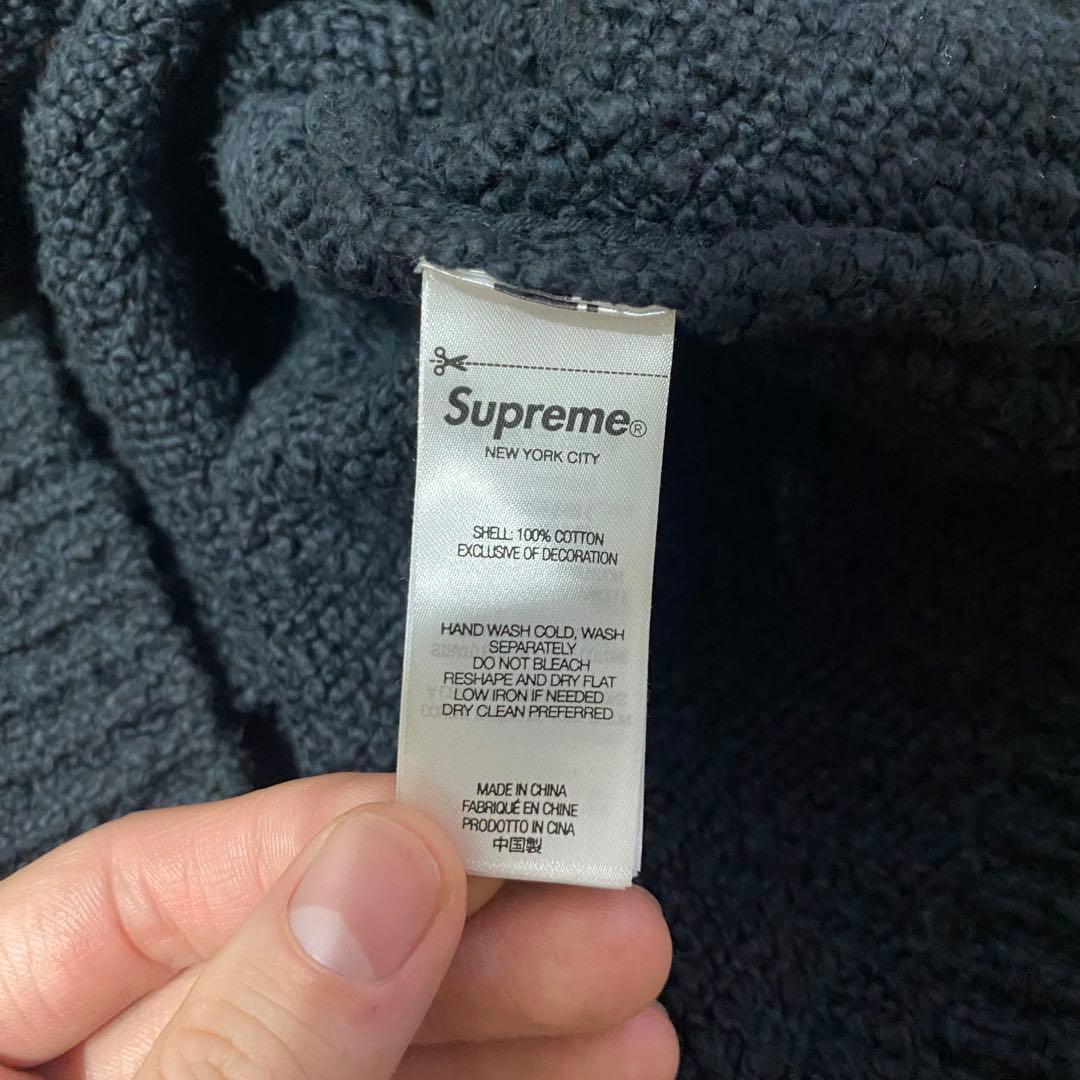 Supreme®
NEW YORK CITY
SHELL: 100% COTTON
EXCLUSIVE OF DECORATION
HAND WASH COLD, WASH
SEPARATELY
DO NOT BLEACH
RESHAPE AND DRY FLAT
LOW IRON IF NEEDED
DRY CLEAN PREFERRED
MADE IN CHINA
FABRIQUÉ EN CHINE
PRODOTTO IN CINA
中国製